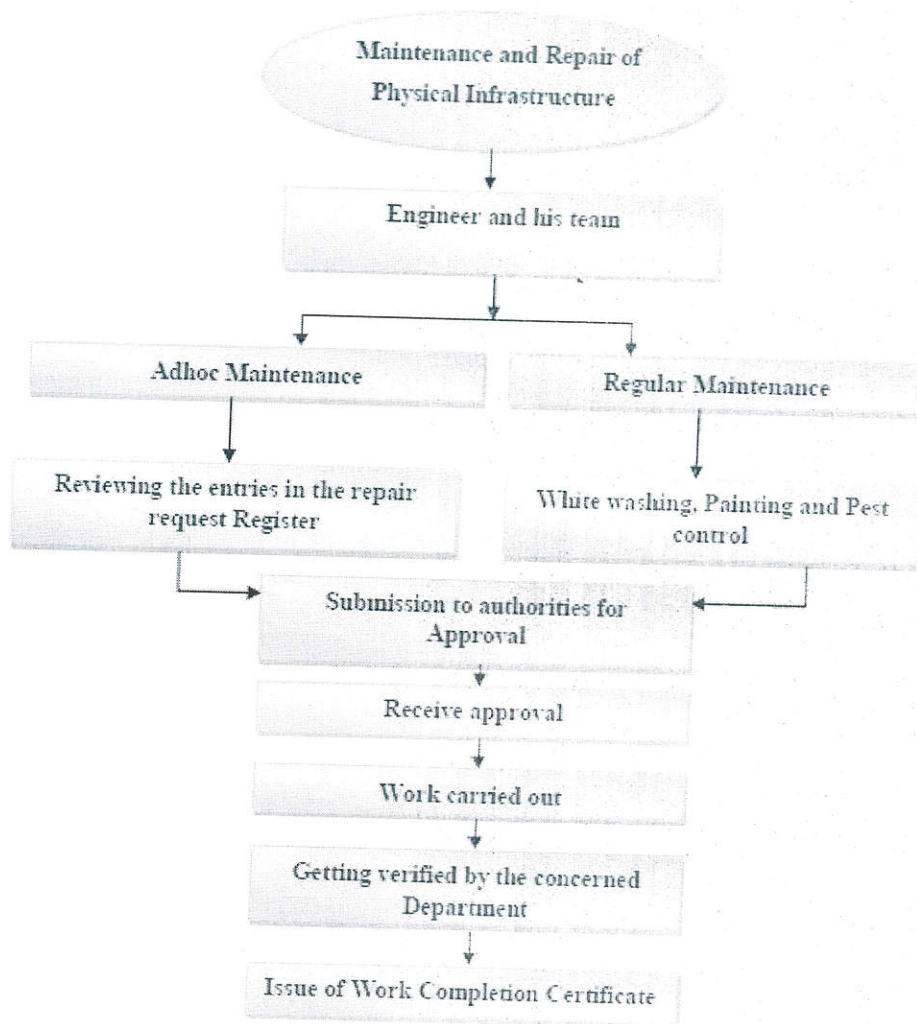 Maintenance and Repair of
Physical Infrastructure
Engineer and his team
Adhoc Maintenance
Regular Maintenance
Reviewing the entries in the repair
request Register
White washing, Painting and Pest
control
Submission to authorities for
Approval
Receive approval
Work carried out
Getting verified by the concerned
Department
Issue of Work Completion Certificate